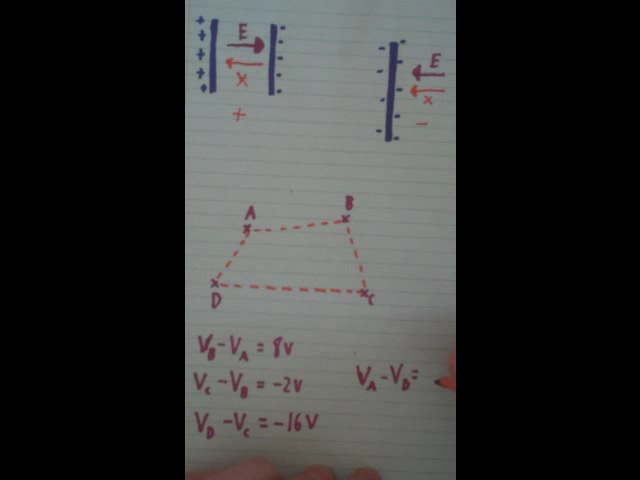 + E -
+ -
+ x -
+ -
+ + -
- E -
- x -
- - -
- -
A B
D C
V_B - V_A = 8V
V_C - V_B = -2V V_A - V_D =
V_D - V_C = -16V